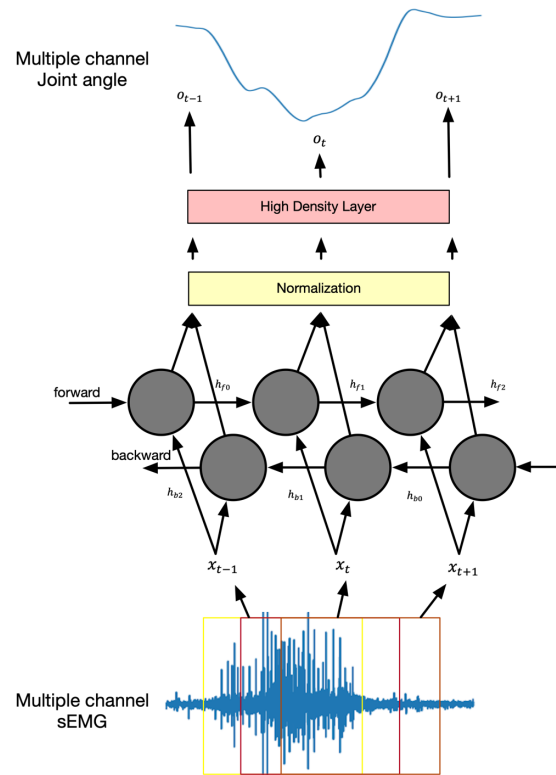 Multiple channel
Joint angle
o_{t−1}
o_t
o_{t+1}
High Density Layer
Normalization
forward
h_{f0}
h_{f1}
h_{f2}
backward
h_{b2}
h_{b1}
h_{b0}
x_{t−1}
x_t
x_{t+1}
Multiple channel
sEMG